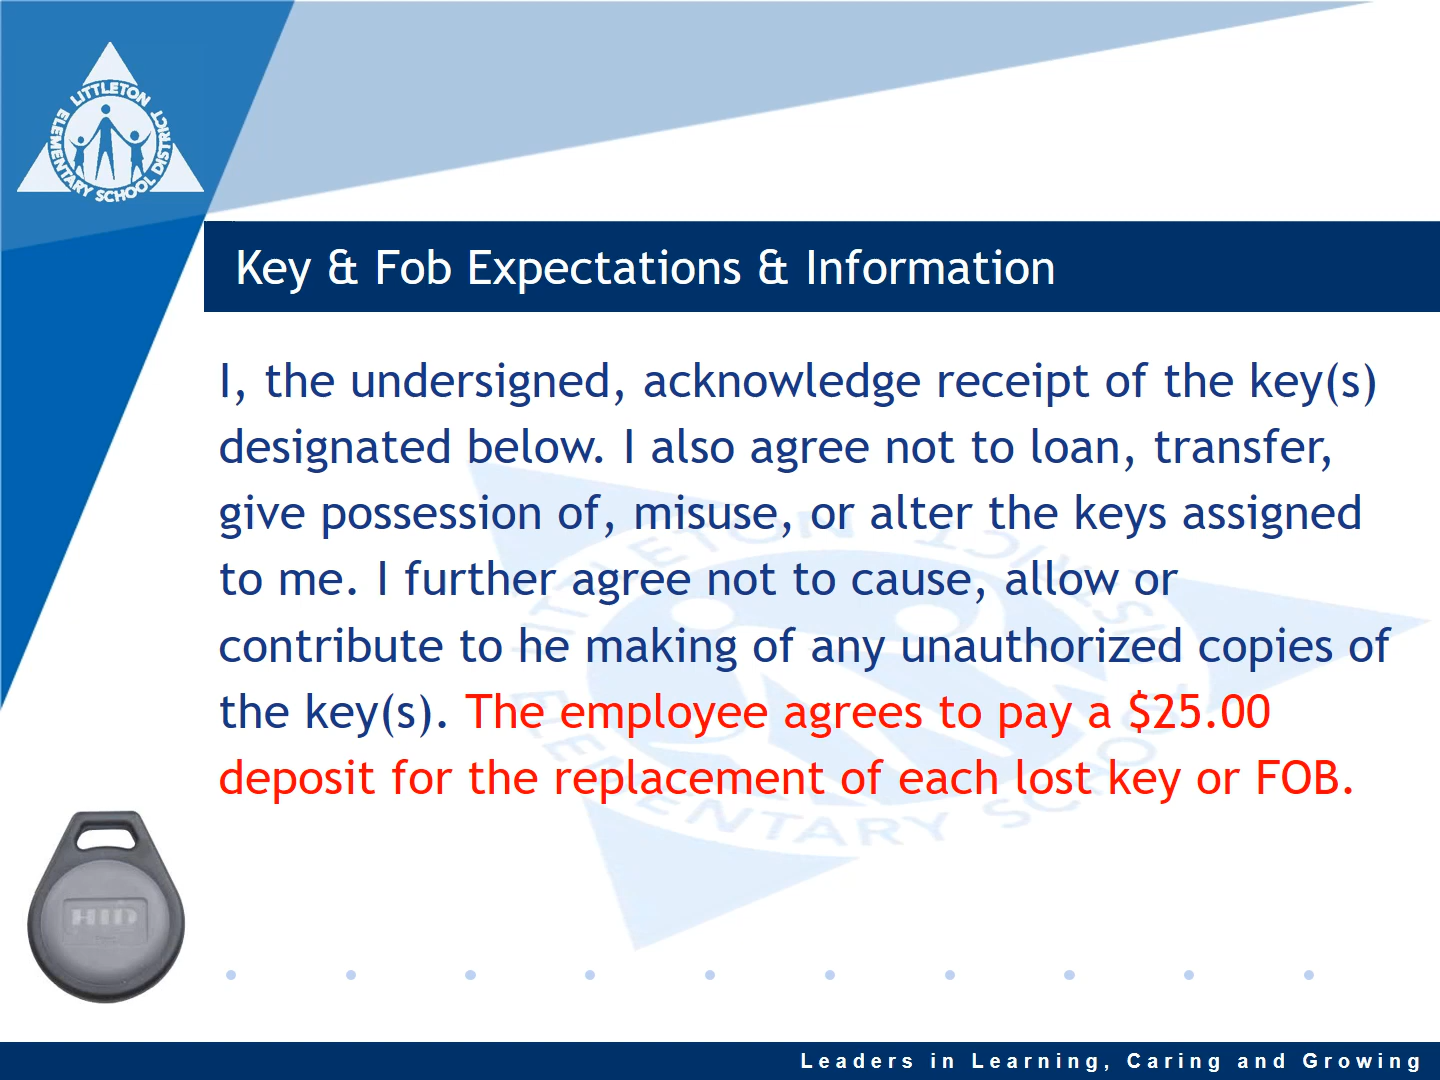 LITTLETON
ELEMENTARY SCHOOL DISTRICT
Key & Fob Expectations & Information
I, the undersigned, acknowledge receipt of the key(s)
designated below. I also agree not to loan, transfer,
give possession of, misuse, or alter the keys assigned
to me. I further agree not to cause, allow or
contribute to he making of any unauthorized copies of
the key(s). The employee agrees to pay a $25.00
deposit for the replacement of each lost key or FOB.
LITTLETON
ELEMENTARY SCHOOL DISTRICT
HID
Leaders in Learning, Caring and Growing